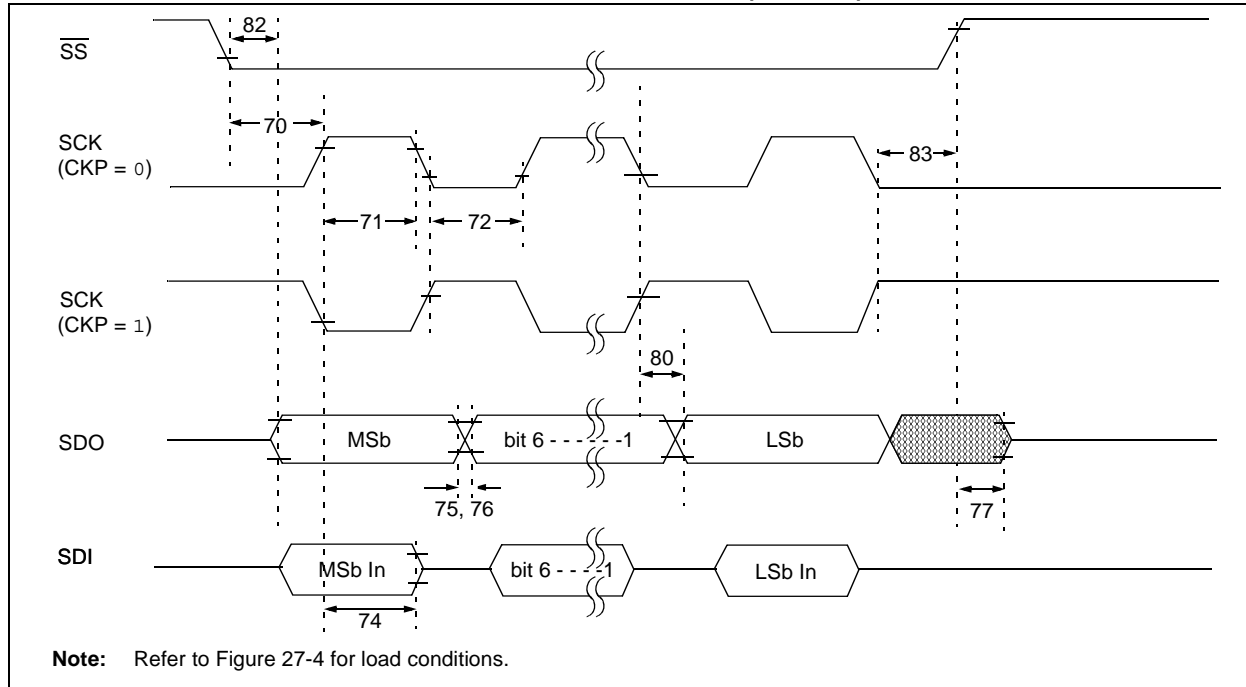 82
SS
70
SCK
(CKP = 0)
83
71
72
SCK
(CKP = 1)
80
SDO
MSb
bit 6 - - - - - -1
LSb
75, 76
77
SDI
MSb In
bit 6 - - - -1
LSb In
74
Note: Refer to Figure 27-4 for load conditions.